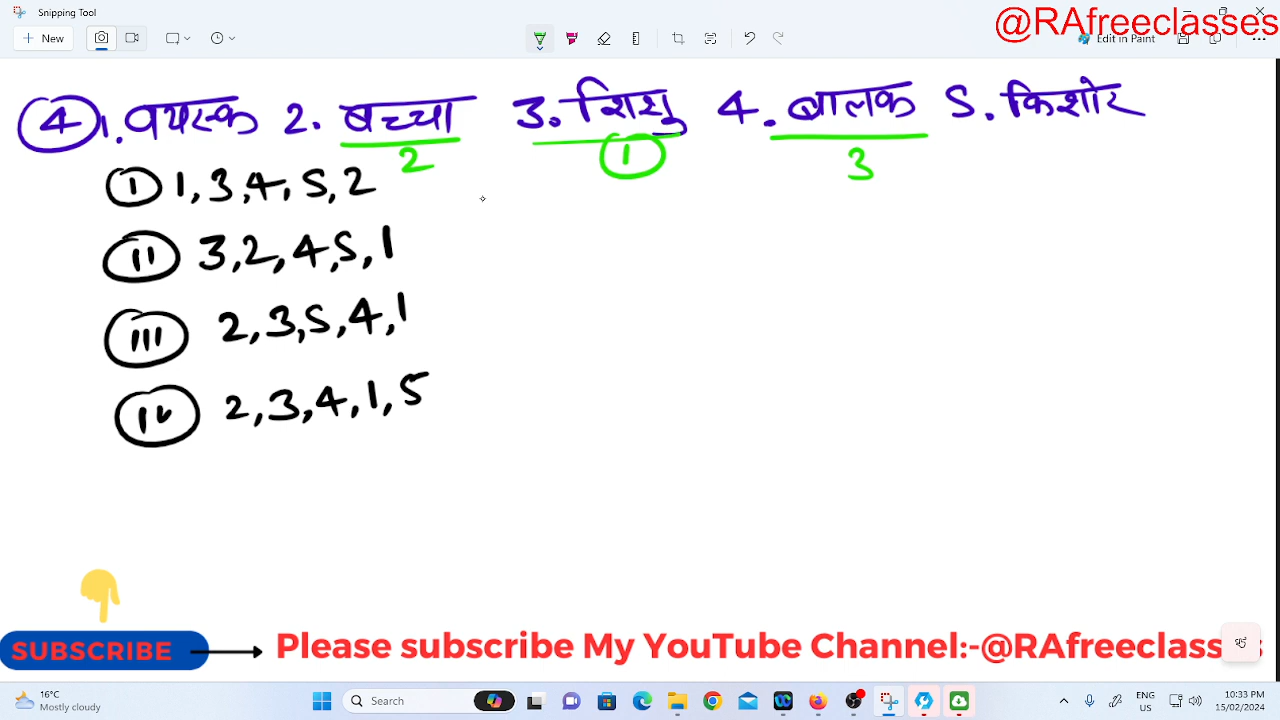 Snipping Tool
@RAfreeclasses
New
Edit in Paint
4 1. वयस्क 2. बच्चा 3. शिशु 4. बालक 5. किशोर
2 1 3
I 1,3,4,5,2
II 3,2,4,5,1
III 2,3,5,4,1
IV 2,3,4,1,5
SUBSCRIBE Please subscribe My YouTube Channel:-@RAfreeclasses
16°C
Mostly cloudy
Search
ENG
US
10:33 PM
15/02/2024